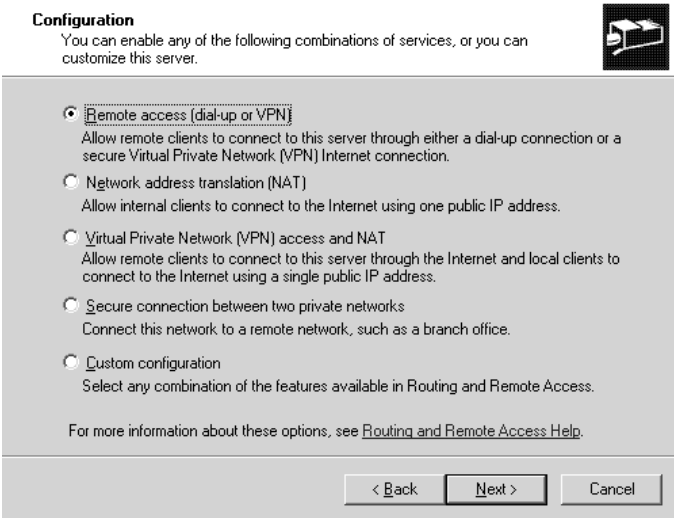 Configuration
You can enable any of the following combinations of services, or you can
customize this server.
Remote access (dial-up or VPN)
Allow remote clients to connect to this server through either a dial-up connection or a
secure Virtual Private Network (VPN) Internet connection.
Network address translation (NAT)
Allow internal clients to connect to the Internet using one public IP address.
Virtual Private Network (VPN) access and NAT
Allow remote clients to connect to this server through the Internet and local clients to
connect to the Internet using a single public IP address.
Secure connection between two private networks
Connect this network to a remote network, such as a branch office.
Custom configuration
Select any combination of the features available in Routing and Remote Access.
For more information about these options, see Routing and Remote Access Help.
< Back Next > Cancel